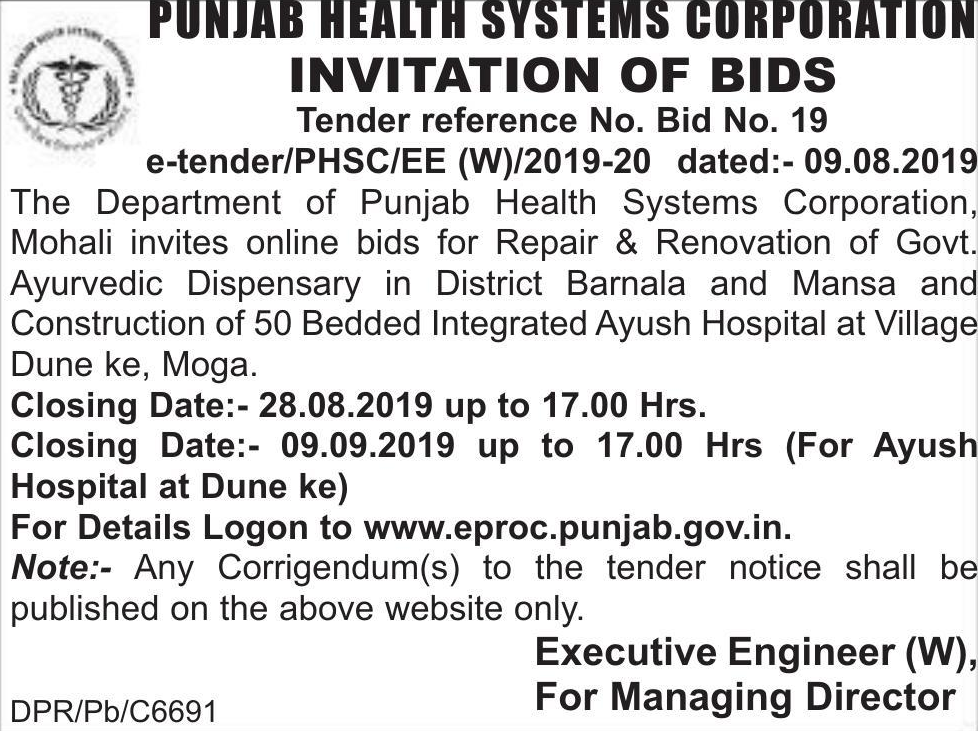 PUNJAB HEALTH SYSTEMS CORPORATION
INVITATION OF BIDS
Tender reference No. Bid No. 19
e-tender/PHSC/EE (W)/2019-20 dated:- 09.08.2019
The Department of Punjab Health Systems Corporation,
Mohali invites online bids for Repair & Renovation of Govt.
Ayurvedic Dispensary in District Barnala and Mansa and
Construction of 50 Bedded Integrated Ayush Hospital at Village
Dune ke, Moga.
Closing Date:- 28.08.2019 up to 17.00 Hrs.
Closing Date:- 09.09.2019 up to 17.00 Hrs (For Ayush
Hospital at Dune ke)
For Details Logon to www.eproc.punjab.gov.in.
Note:- Any Corrigendum(s) to the tender notice shall be
published on the above website only.
Executive Engineer (W),
For Managing Director
DPR/Pb/C6691